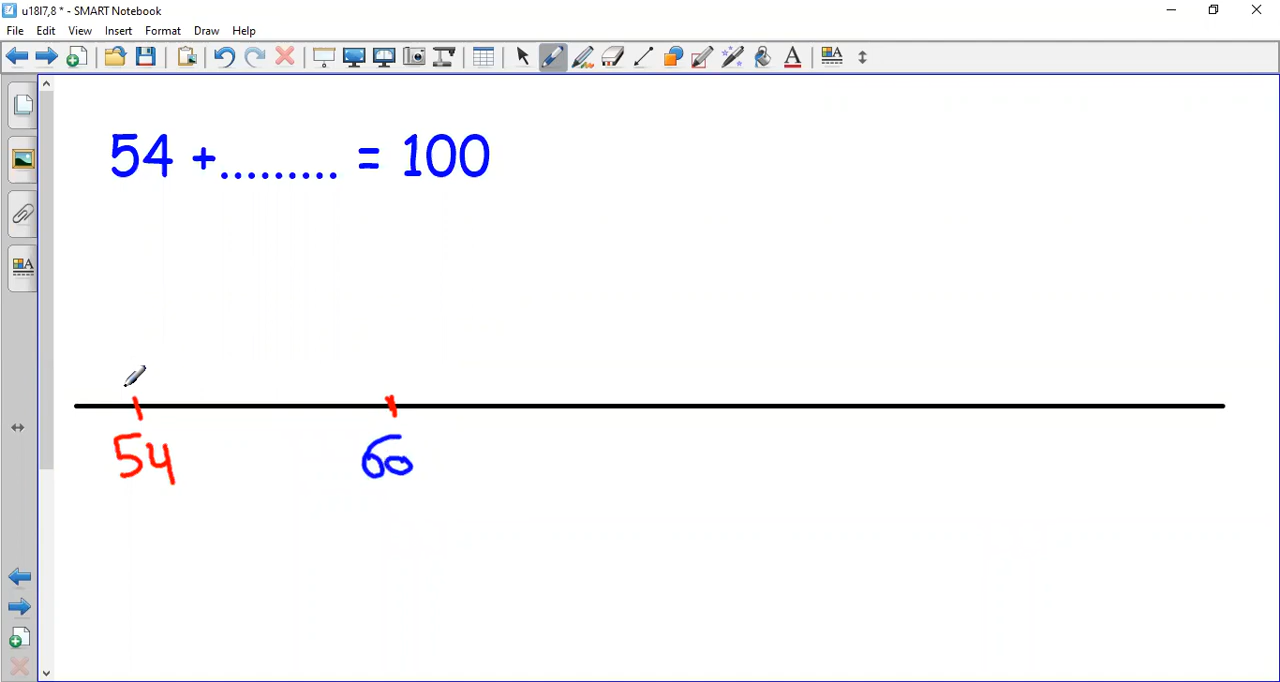 u18l7,8 * - SMART Notebook
File Edit View Insert Format Draw Help
54 +......... = 100
54 60